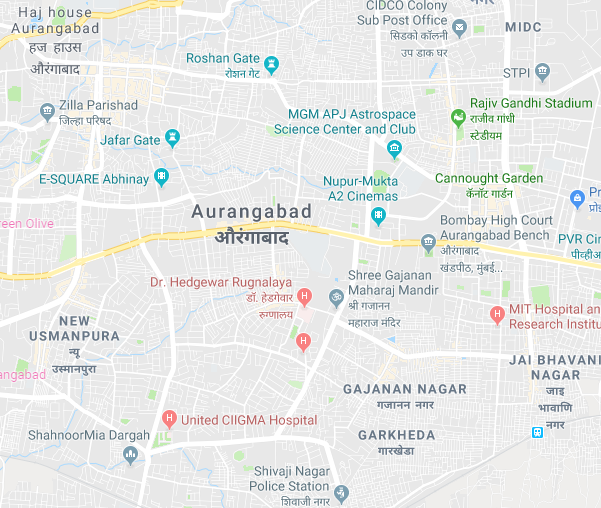 Haj house
Aurangabad
हज हाउस
औरंगाबाद
CIDCO Colony
Sub Post Office
सिडको कॉलनी
उप डाक घर
नगर
MIDC
Roshan Gate
रोशन गेट
STPI
Zilla Parishad
जिल्हा परिषद
MGM APJ Astrospace
Science Center and Club
Rajiv Gandhi Stadium
राजीव गांधी
स्टेडियम
Jafar Gate
E-SQUARE Abhinay
Nupur-Mukta
A2 Cinemas
Cannought Garden
कॅनॉट गार्डन
Aurangabad
औरंगाबाद
Bombay High Court
Aurangabad Bench
औरंगाबाद
खंडपीठ, मुंबई...
Pr
प्रो
PVR Cin
पीव्हीअ
reen Olive
Dr. Hedgewar Rugnalaya
डॉ. हेडगेवार
रुग्णालय
Shree Gajanan
Maharaj Mandir
श्री गजानन
महाराज मंदिर
MIT Hospital an
Research Institu
NEW
USMANPURA
न्यू
उस्मानपुरा
angabad
H
H
H
H
JAI BHAVANI
NAGAR
जाइ
भावाणि
नगर
GAJANAN NAGAR
गजानन नगर
United CIIGMA Hospital
GARKHEDA
गारखेडा
ShahnoorMia Dargah
Shivaji Nagar
Police Station
शिवाजी नगर